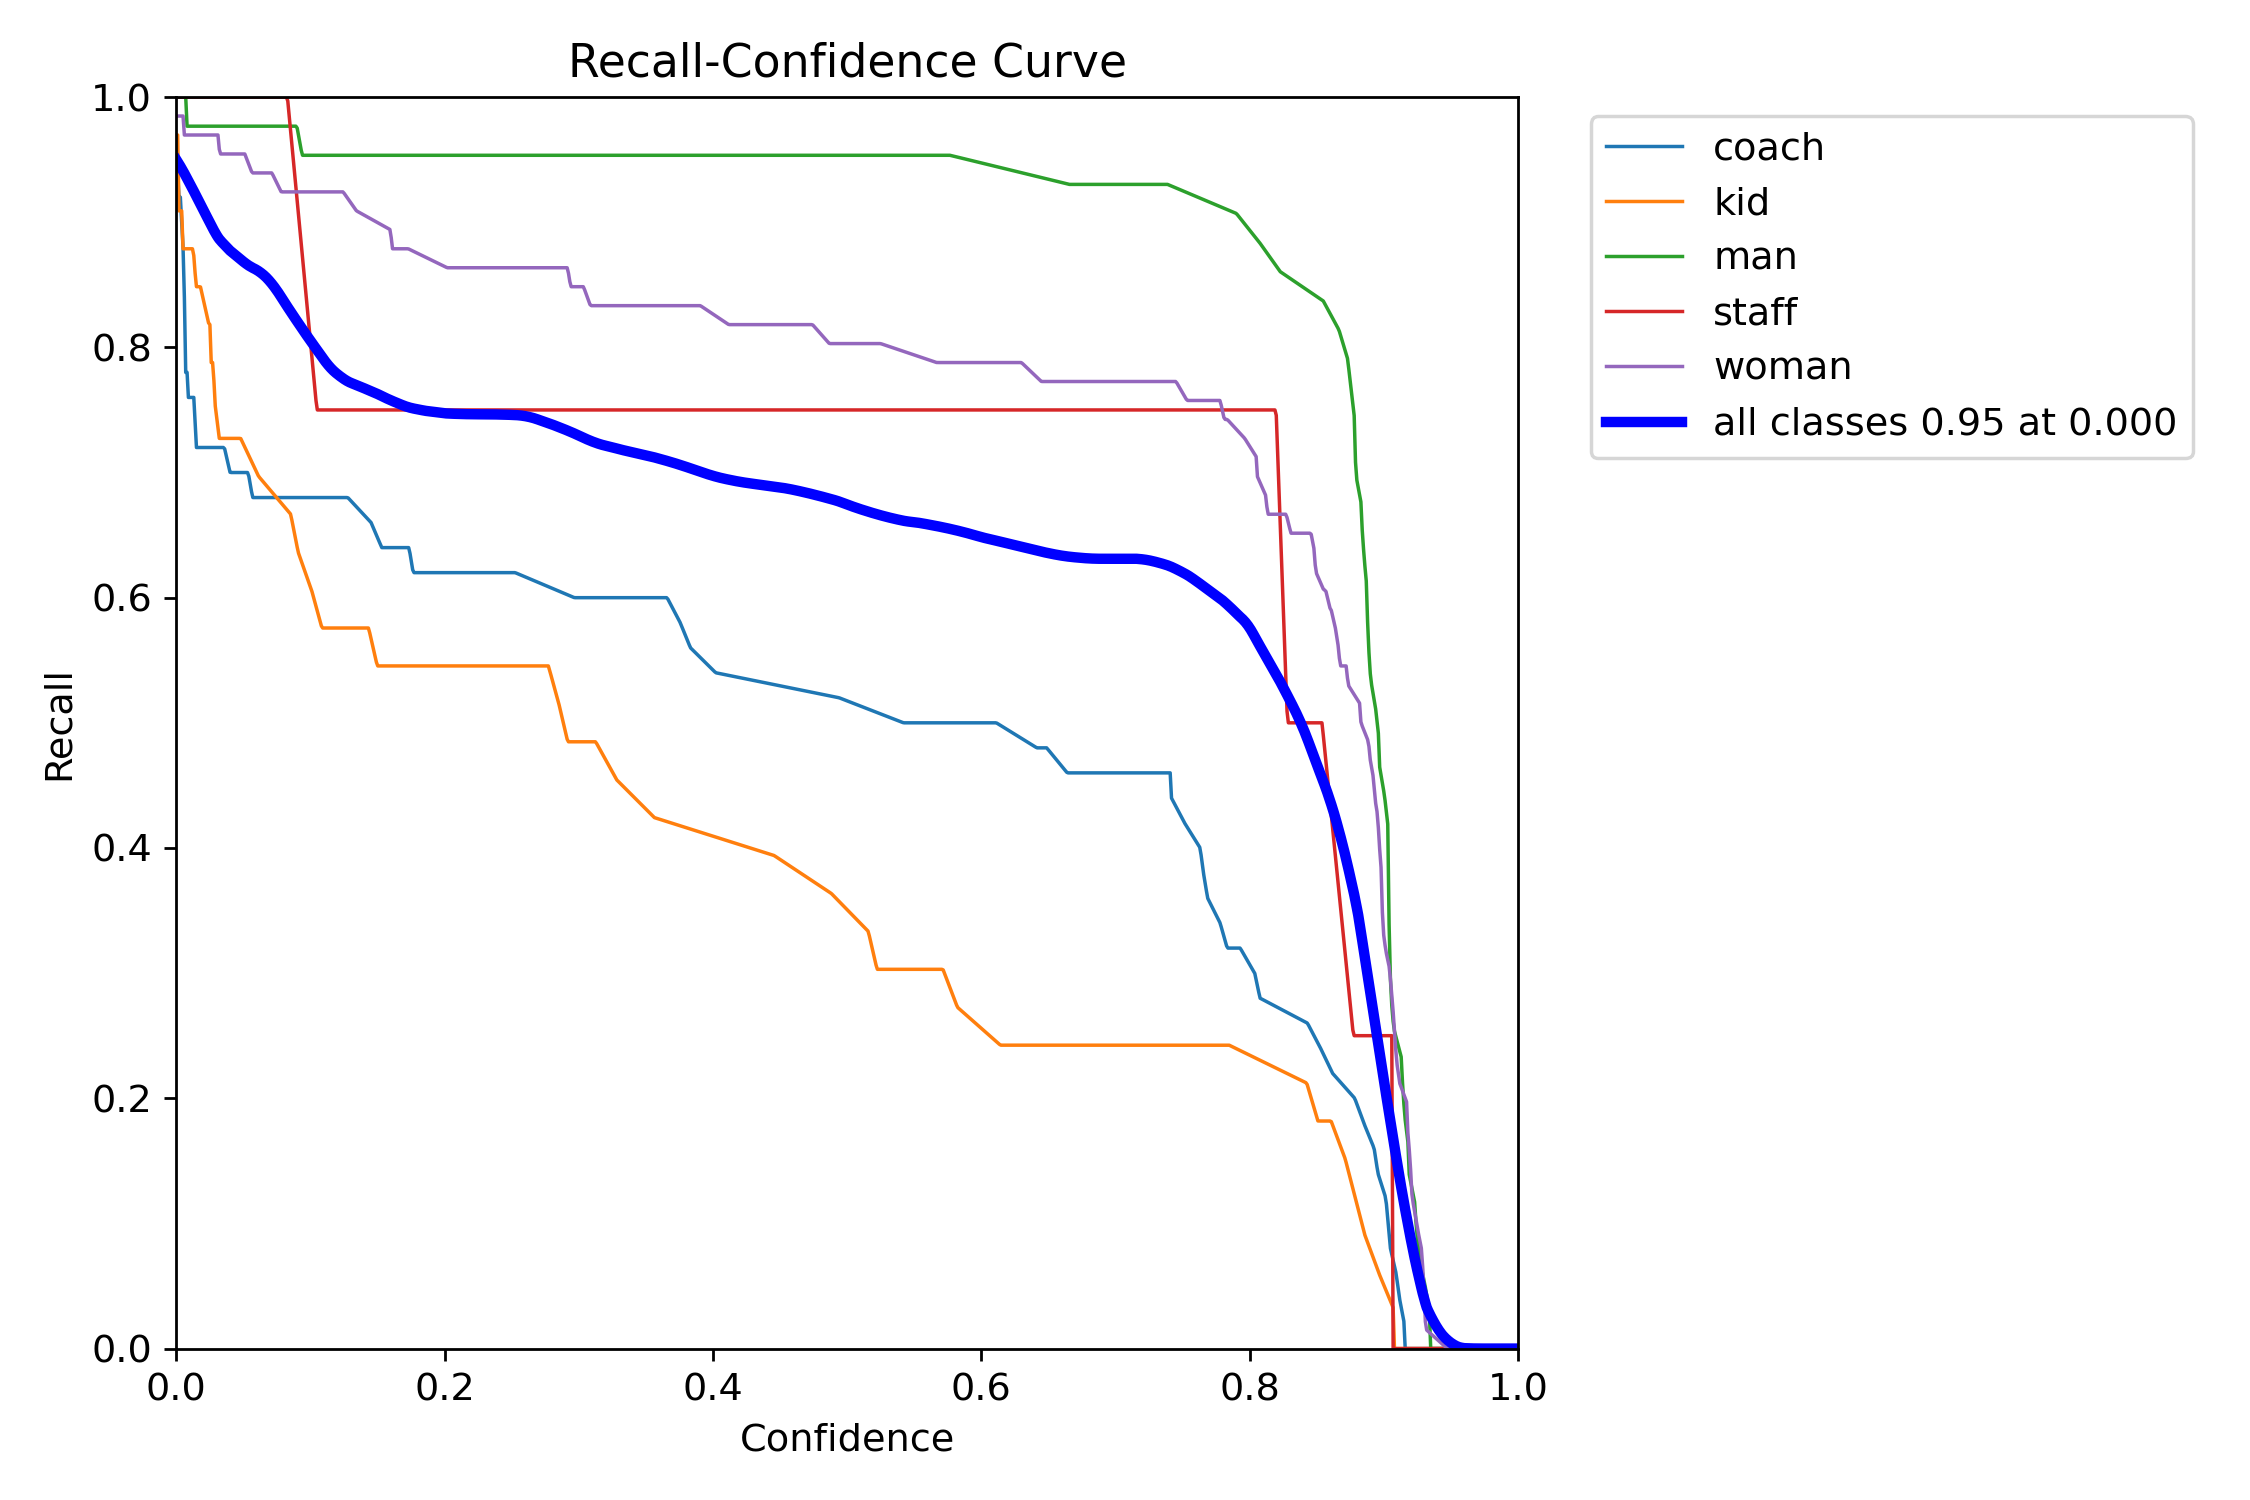 Recall-Confidence Curve
1.0
0.8
0.6
0.4
0.2
0.0
Recall
0.0 0.2 0.4 0.6 0.8 1.0
Confidence
coach
kid
man
staff
woman
all classes 0.95 at 0.000